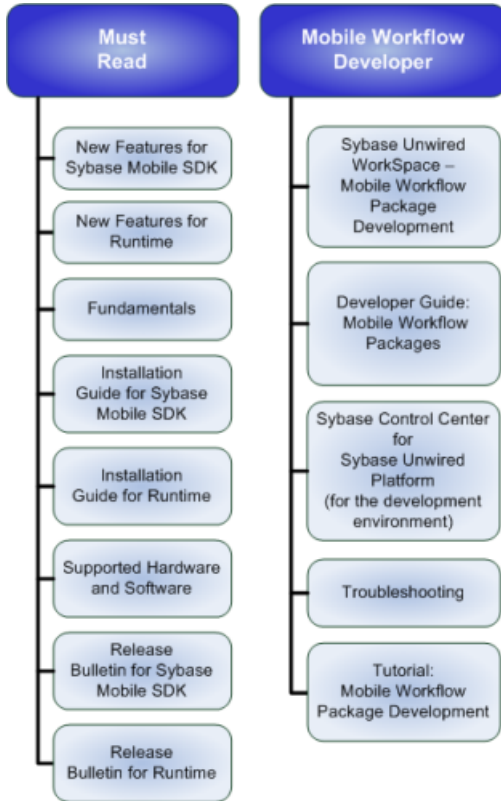 Must
Read
New Features for
Sybase Mobile SDK
New Features for
Runtime
Fundamentals
Installation
Guide for Sybase
Mobile SDK
Installation
Guide for Runtime
Supported Hardware
and Software
Release
Bulletin for Sybase
Mobile SDK
Release
Bulletin for Runtime
Mobile Workflow
Developer
Sybase Unwired
WorkSpace –
Mobile Workflow
Package
Development
Developer Guide:
Mobile Workflow
Packages
Sybase Control Center
for
Sybase Unwired
Platform
(for the development
environment)
Troubleshooting
Tutorial:
Mobile Workflow
Package Development